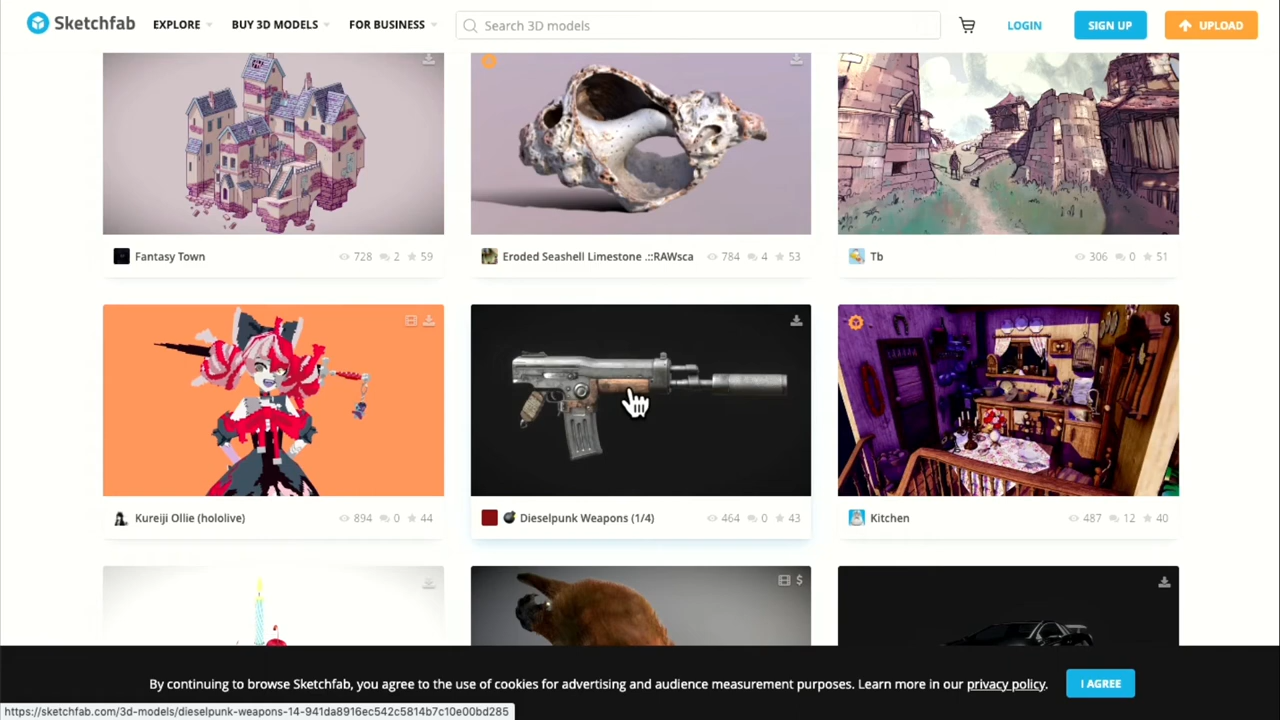 Sketchfab EXPLORE BUY 3D MODELS FOR BUSINESS Search 3D models LOGIN SIGN UP UPLOAD
Fantasy Town 728 2 59
Eroded Seashell Limestone .::RAWsca 784 4 53
Tb 306 0 51
Kureiji Ollie (hololive) 894 0 44
Dieselpunk Weapons (1/4) 464 0 43
$
Kitchen 487 12 40
$
By continuing to browse Sketchfab, you agree to the use of cookies for advertising and audience measurement purposes. Learn more in our privacy policy. I AGREE
https://sketchfab.com/3d-models/dieselpunk-weapons-14-941da8916ec542c5814b7c10e00bd285